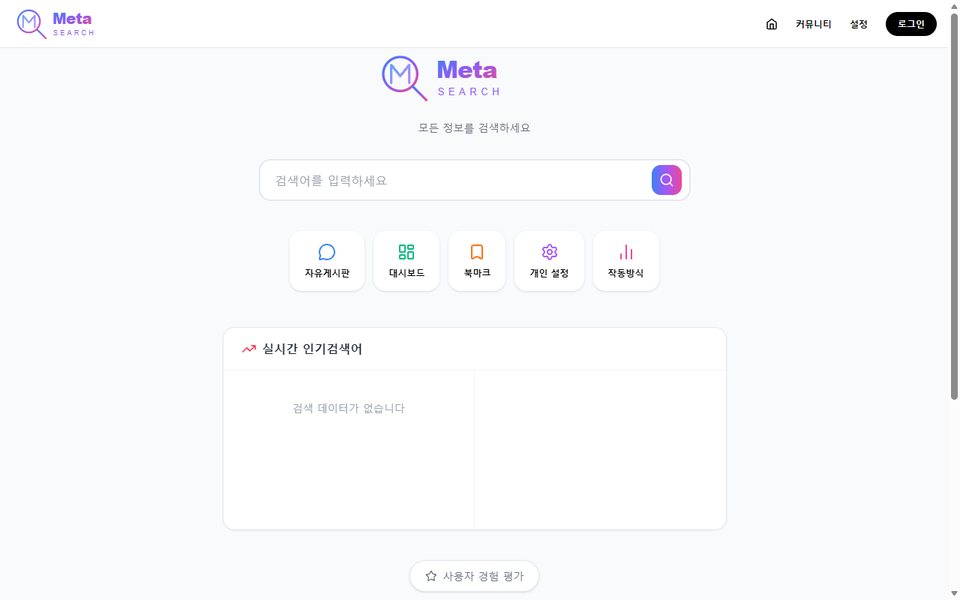 Meta
SEARCH
커뮤니티
설정
로그인
Meta
SEARCH
모든 정보를 검색하세요
검색어를 입력하세요
자유게시판
대시보드
북마크
개인 설정
작동방식
실시간 인기검색어
검색 데이터가 없습니다
사용자 경험 평가